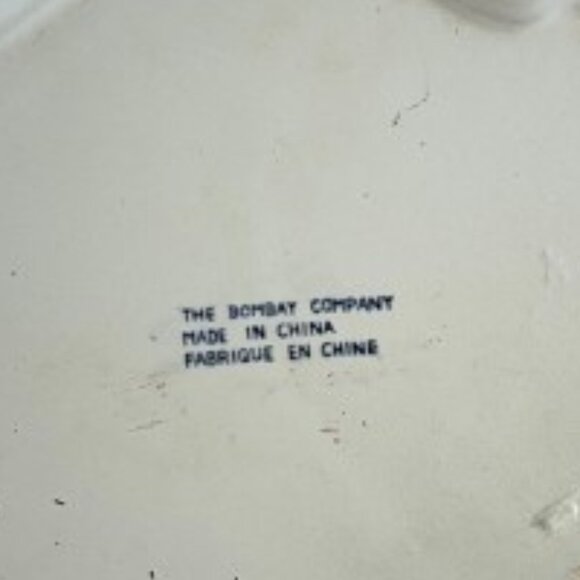 THE BOMBAY COMPANY
MADE IN CHINA
FABRIQUE EN CHINE